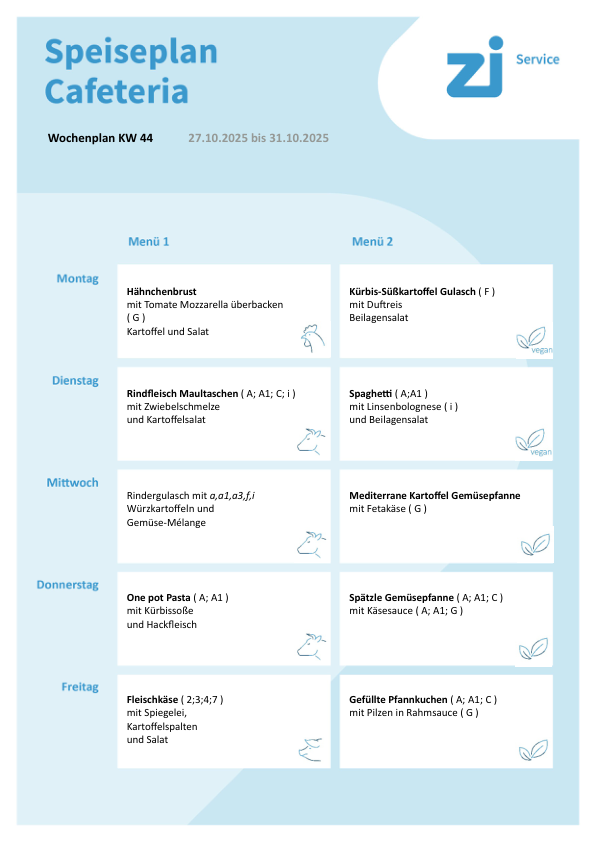 Speiseplan
Cafeteria
zi Service
Wochenplan KW 44 27.10.2025 bis 31.10.2025
Menü 1 Menü 2
Montag
Hähnchenbrust
mit Tomate Mozzarella überbacken
( G )
Kartoffel und Salat
Kürbis-Süßkartoffel Gulasch ( F )
mit Duftreis
Beilagensalat
vegan
Dienstag
Rindfleisch Maultaschen ( A; A1; C; i )
mit Zwiebelschmelze
und Kartoffelsalat
Spaghetti ( A;A1 )
mit Linsenbolognese ( i )
und Beilagensalat
vegan
Mittwoch
Rindergulasch mit a,a1,a3,f,i
Würzkartoffeln und
Gemüse-Mélange
Mediterrane Kartoffel Gemüsepfanne
mit Fetakäse ( G )
Donnerstag
One pot Pasta ( A; A1 )
mit Kürbissoße
und Hackfleisch
Spätzle Gemüsepfanne ( A; A1; C )
mit Käsesauce ( A; A1; G )
Freitag
Fleischkäse ( 2;3;4;7 )
mit Spiegelei,
Kartoffelspalten
und Salat
Gefüllte Pfannkuchen ( A; A1; C )
mit Pilzen in Rahmsauce ( G )